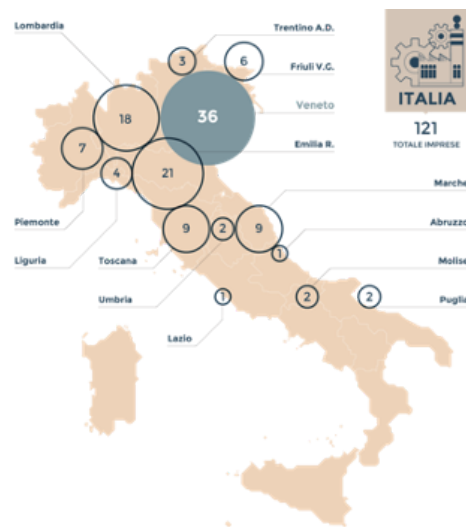 Lombardia
Trentino A.D.
3
6
Friuli V.G.
ITALIA
Veneto
36
121
18
TOTALE IMPRESE
Emilia R.
7
4
21
Marche
Piemonte
9
2
9
Abruzzo
1
Liguria
Toscana
Molise
Umbria
1
2
2
Puglia
Lazio